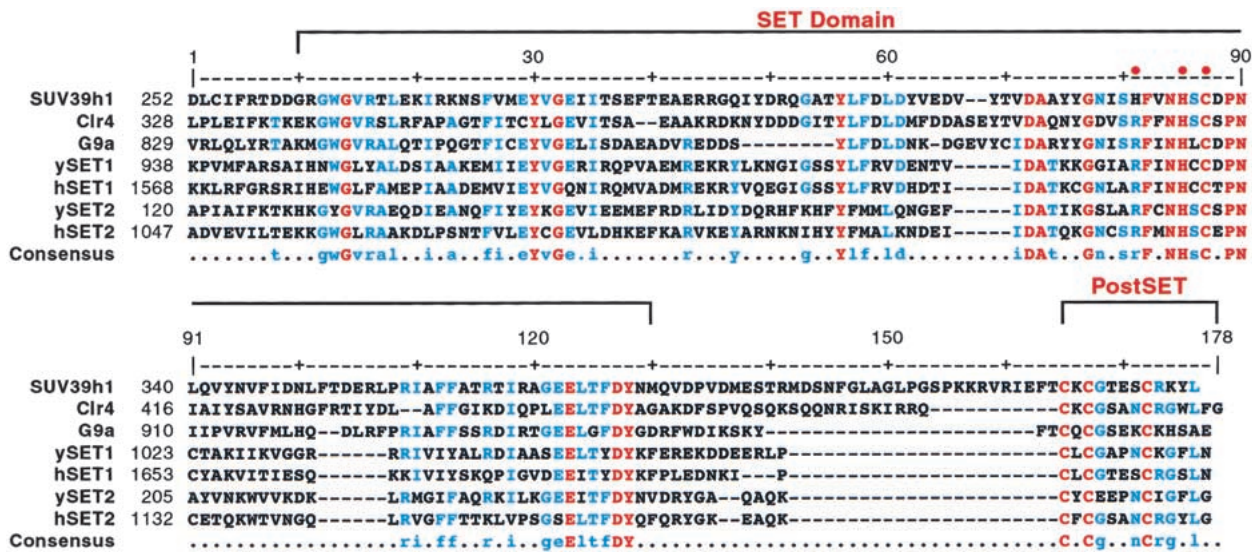 SET Domain
1 30 60 90
|--------+---------+---------+---------+---------+---------+---------+---------+---------|
SUV39h1 252 DLCIFRTDDGRGWGVRTLEKIRKNSFVMEYVGEIITSEFTEAERRGQIYDRQGATYLFDLDYVEDV--YTVDAAYYGNISHFVNHSCDPN
Clr4 328 LPLEIFKTKEKGWGVRSLRFAPAGTFITCYLGEVITSA--EAAKRDKNYDDDGITYLFDLDMFDDASEYTVDAQNYGDVSRFFNHSCSPN
G9a 829 VRLQLYRTAKMGWGVRALQTIPQGTFICEYVGELISDAEADVREDDS------YLFDLDNK-DGEVYCIDARYYGNISRFINHLCDPN
ySET1 938 KPVMFARSAIHNWGLYALDSIAAKEMIIEYVGERIRQPVAEMREKRYLKNGIGSSYLFRVDENTV-----IDATKKGGIARFINHCCDPN
hSET1 1568 KKLRFGRSRIHEWGLFAMEPIAADEMVIEYVGQNIRQMVADMREKRYVQEGIGSSYLFRVDHDTI-----IDATKCGNLARFINHCCTPN
ySET2 120 APIAIFKTKHKGYGVRAEQDIEANQFIYEYKGEVIEEMEFRDRLIDYDQRHFKHFYFMMLQNGEF-----IDATIKGSLARFCNHSCSPN
hSET2 1047 ADVEVILTEKKGWGLRAAKDLPSNTFVLEYCGEVLDHKEFKARVKEYARNKNIHYYFMALKNDEI-----IDATQKGNCSRFMNHSCEPN
Consensus .......t...gWGvral..i.a..fi.eYvGe.i.......r...y.....g..Ylf.ld.........iDAt..Gn.srF.NHsC.PN
PostSET
91 120 150 178
|--------+---------+---------+---------+---------+---------+---------+---------+-------|
SUV39h1 340 LQVYNVFIDNLFTDERLPRIAFFATRTIRAGEELTFDYNMQVDPVDMESTRMDSNFGLAGLPGSPKKRVRIEFTCKCGTESCRKYL
Clr4 416 IAIYSAVRNHGFRTIYDL--AFFGIKDIQPLEELTFDYAGAKDFSPVQSQKSQQNRISKIRRQ-----------CKCGSANCRGWLFG
G9a 910 IIPVRVFMLHQ--DLRFPRIAFFSSRDIRTGEELGFDYGDRFWDIKSKY-----------------------FTCQCGSEKCKHSAE
ySET1 1023 CTAKIIKVGGR------RRIVIYALRDIAASEELTYDYKFEREKDDEERLP-----------------------CLCGAPNCKGFLN
hSET1 1653 CYAKVITIESQ------KKIVIYSKQPIGVDEEITYDYKFPLEDNKI--P-----------------------CLCGTESCRGSLN
ySET2 205 AYVNKWVVKDK------LRMGIFAQRKILKGEEITFDYNVDRYGA--QAQK-----------------------CYCEEPNCIGFLG
hSET2 1132 CETQKWTVNGQ------LRVGFFTTKLVPSGSELTFDYQFQRYGK--EAQK-----------------------CFCGSANCRGYLG
Consensus ..................ri.ff..r.i..geELtfDY....................................C.Cg..nCrg.l..